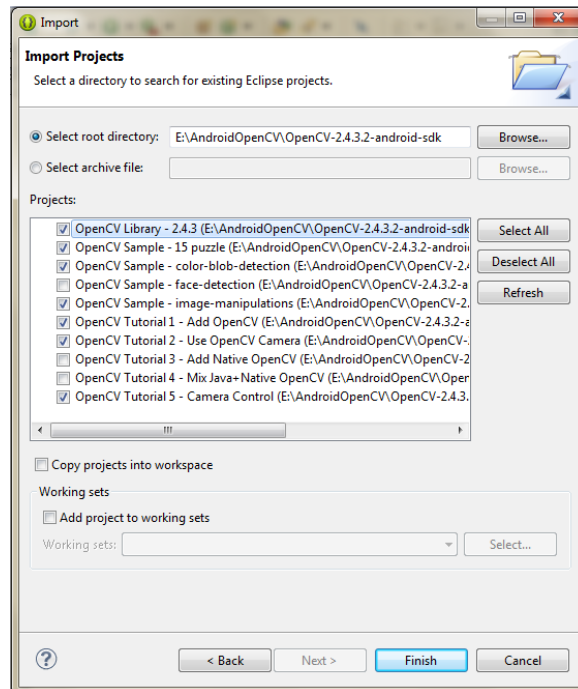 Import
Import Projects
Select a directory to search for existing Eclipse projects.
Select root directory: E:\AndroidOpenCV\OpenCV-2.4.3.2-android-sdk Browse...
Select archive file: Browse...
Projects:
OpenCV Library - 2.4.3 (E:\AndroidOpenCV\OpenCV-2.4.3.2-android-sdk
OpenCV Sample - 15 puzzle (E:\AndroidOpenCV\OpenCV-2.4.3.2-androi
OpenCV Sample - color-blob-detection (E:\AndroidOpenCV\OpenCV-2.4
OpenCV Sample - face-detection (E:\AndroidOpenCV\OpenCV-2.4.3.2-a
OpenCV Sample - image-manipulations (E:\AndroidOpenCV\OpenCV-2.
OpenCV Tutorial 1 - Add OpenCV (E:\AndroidOpenCV\OpenCV-2.4.3.2-a
OpenCV Tutorial 2 - Use OpenCV Camera (E:\AndroidOpenCV\OpenCV-
OpenCV Tutorial 3 - Add Native OpenCV (E:\AndroidOpenCV\OpenCV-2
OpenCV Tutorial 4 - Mix Java+Native OpenCV (E:\AndroidOpenCV\Open
OpenCV Tutorial 5 - Camera Control (E:\AndroidOpenCV\OpenCV-2.4.3.
Select All
Deselect All
Refresh
Copy projects into workspace
Working sets
Add project to working sets
Working sets: Select...
? < Back Next > Finish Cancel